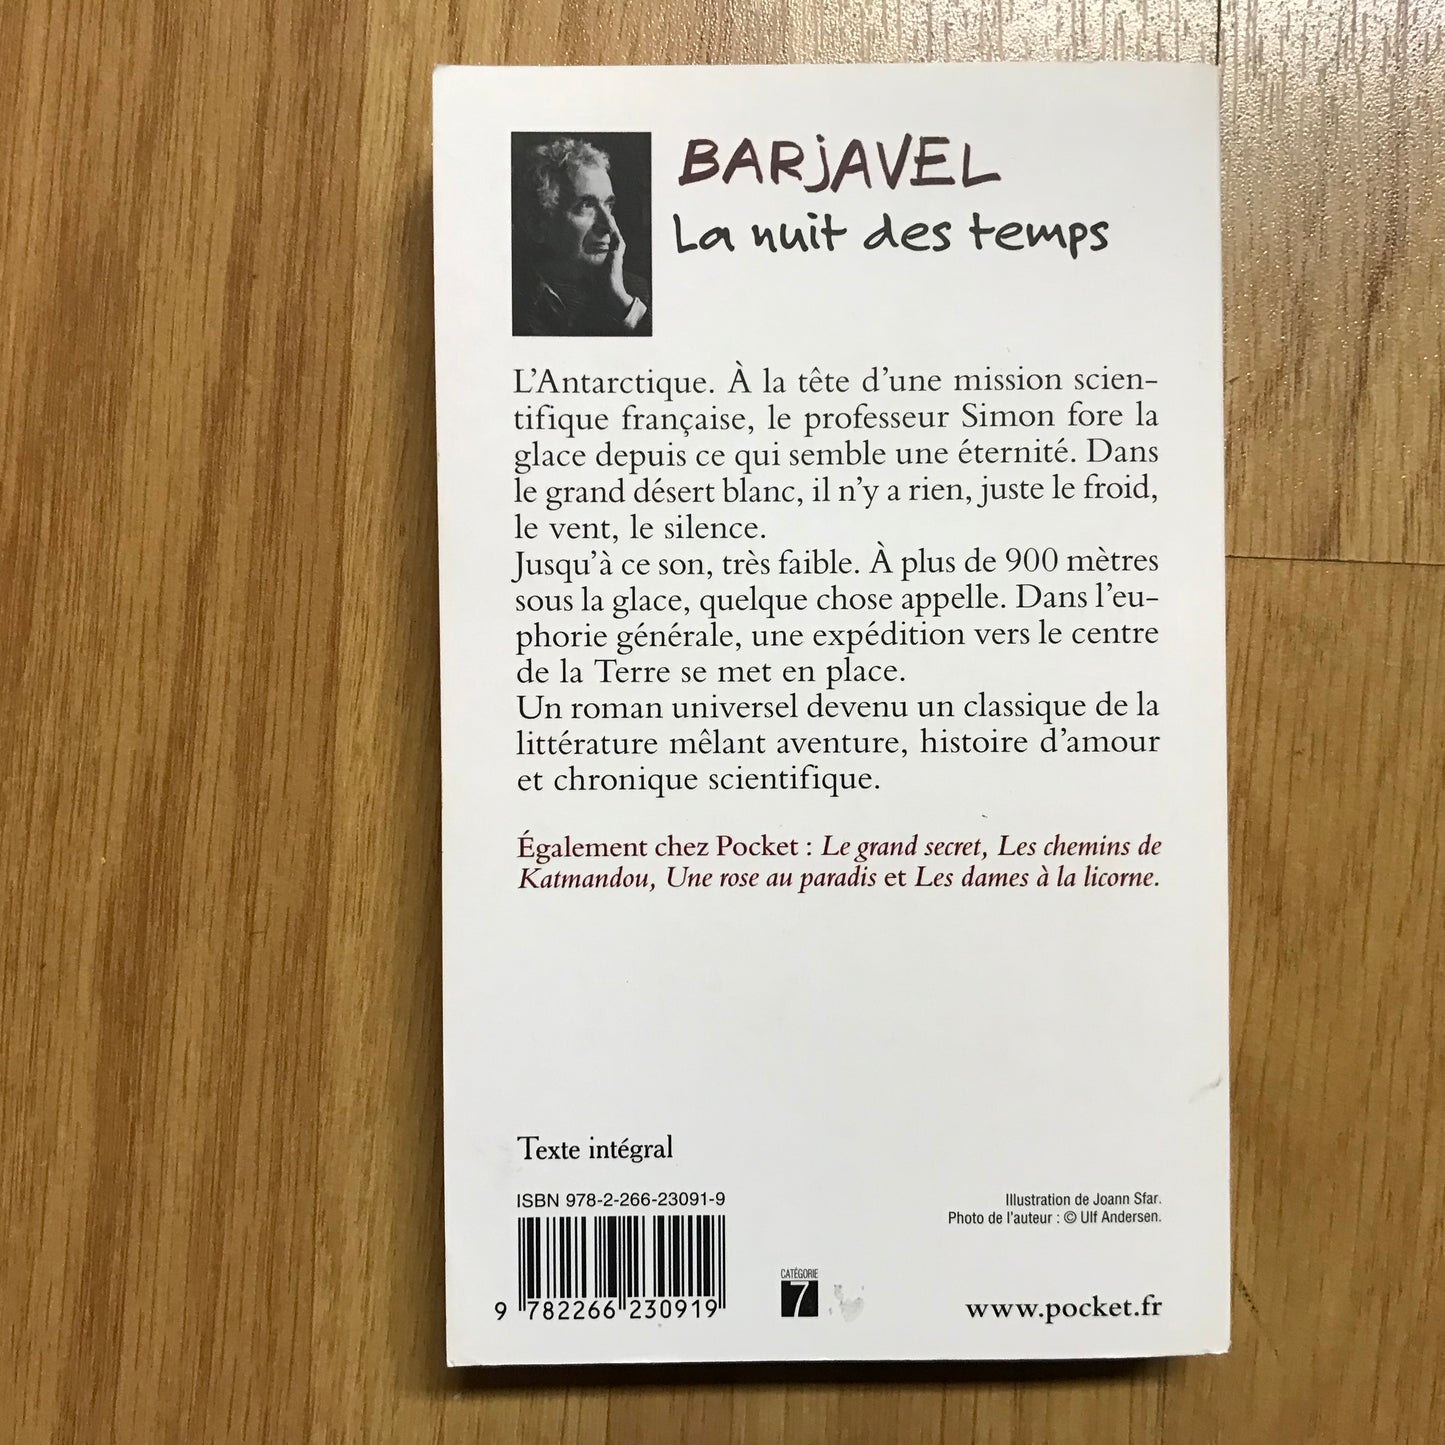 BARjAVEL
La nuit des temps
L'Antarctique. À la tête d'une mission scien-
tifique française, le professeur Simon fore la
glace depuis ce qui semble une éternité. Dans
le grand désert blanc, il n'y a rien, juste le froid,
le vent, le silence.
Jusqu'à ce son, très faible. À plus de 900 mètres
sous la glace, quelque chose appelle. Dans l'eu-
phorie générale, une expédition vers le centre
de la Terre se met en place.
Un roman universel devenu un classique de la
littérature mêlant aventure, histoire d'amour
et chronique scientifique.
Également chez Pocket : Le grand secret, Les chemins de
Katmandou, Une rose au paradis et Les dames à la licorne.
Texte intégral
ISBN 978-2-266-23091-9
9 782266 230919
CATÉGORIE
7
Illustration de Joann Sfar.
Photo de l'auteur : © Ulf Andersen.
www.pocket.fr